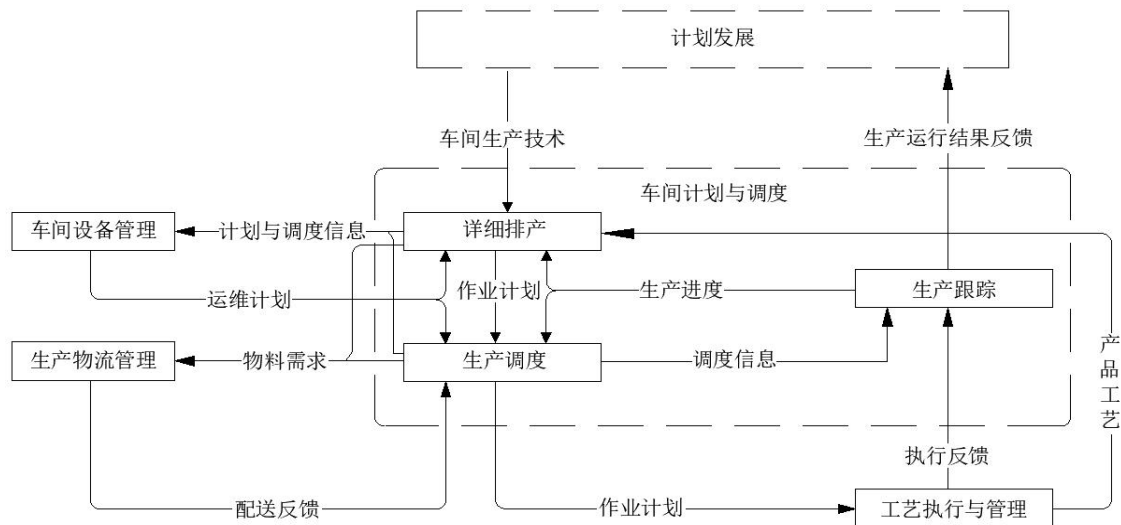 计划发展
车间生产技术
生产运行结果反馈
车间计划与调度
车间设备管理
计划与调度信息
详细排产
运维计划
作业计划
生产进度
生产跟踪
生产物流管理
物料需求
生产调度
调度信息
产品工艺
执行反馈
配送反馈
作业计划
工艺执行与管理